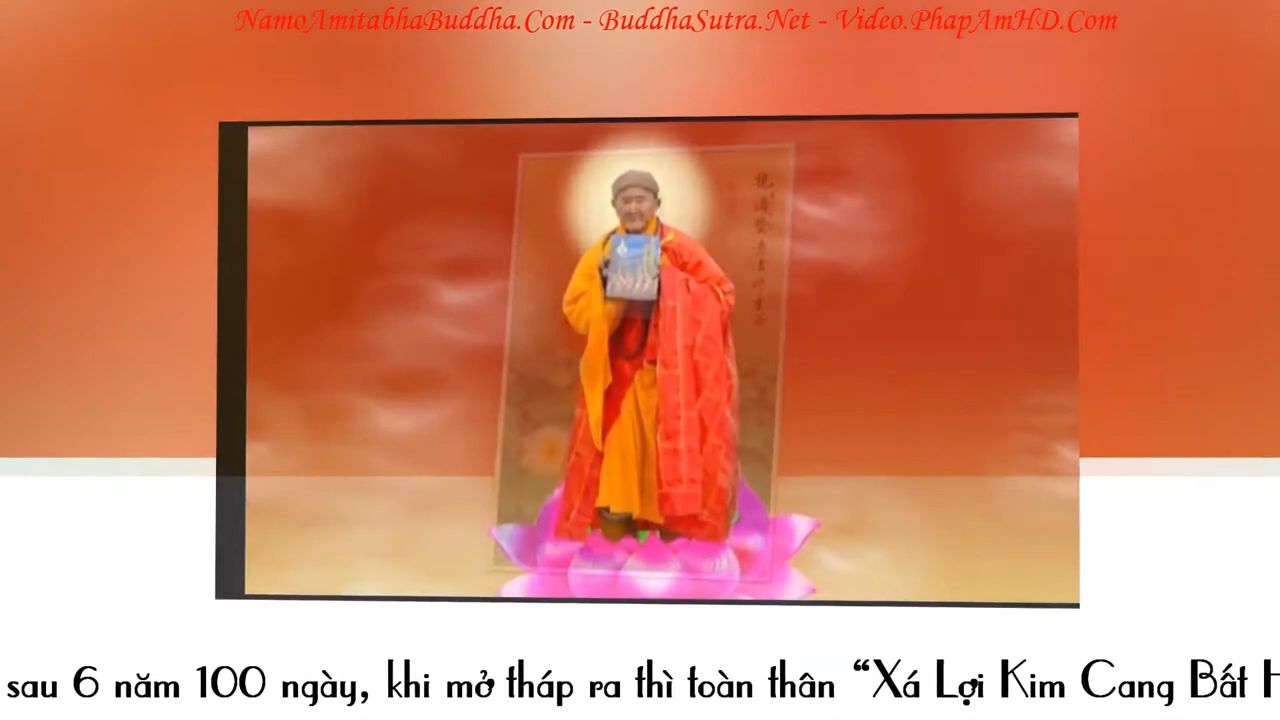 NamoAmitabhaBuddha.Com - BuddhaSutra.Net - Video.PhapAmHD.Com
sau 6 năm 100 ngày, khi mở tháp ra thì toàn thân “Xá Lợi Kim Cang Bất H